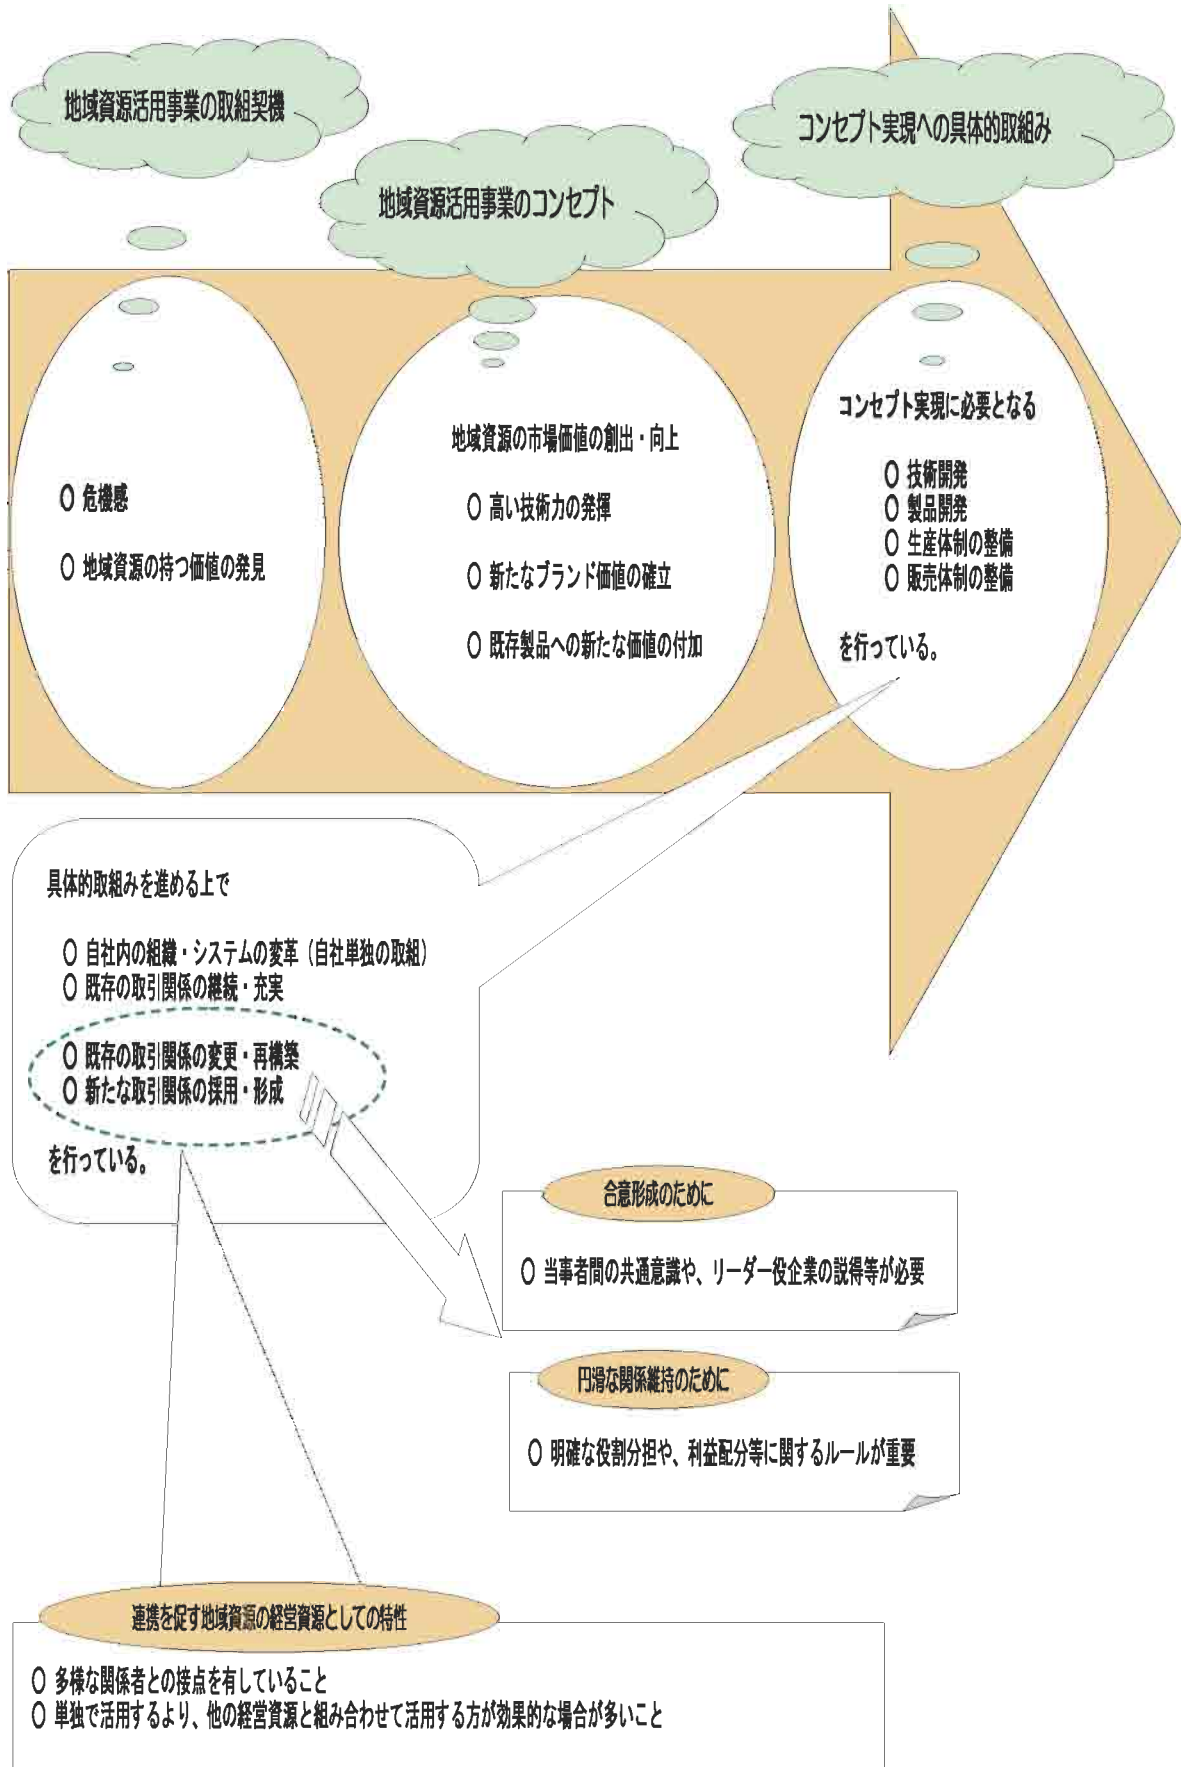 地域資源活用事業の取組契機
地域資源活用事業のコンセプト
コンセプト実現への具体的取組み
○ 危機感
○ 地域資源の持つ価値の発見
地域資源の市場価値の創出・向上
○ 高い技術力の発揮
○ 新たなブランド価値の確立
○ 既存製品への新たな価値の付加
コンセプト実現に必要となる
○ 技術開発
○ 製品開発
○ 生産体制の整備
○ 販売体制の整備
を行っている。
具体的取組みを進める上で
○ 自社内の組織・システムの変革（自社単独の取組）
○ 既存の取引関係の継続・充実
○ 既存の取引関係の変更・再構築
○ 新たな取引関係の採用・形成
を行っている。
合意形成のために
○ 当事者間の共通意識や、リーダー役企業の説得等が必要
円滑な関係維持のために
○ 明確な役割分担や、利益配分等に関するルールが重要
連携を促す地域資源の経営資源としての特性
○ 多様な関係者との接点を有していること
○ 単独で活用するより、他の経営資源と組み合わせて活用する方が効果的な場合が多いこと